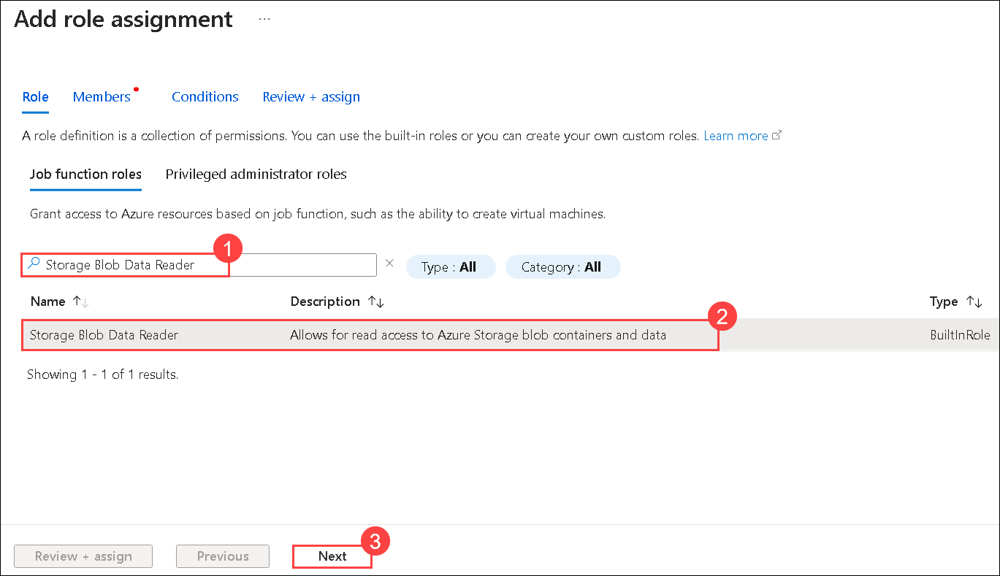 Add role assignment ...
Role Members Conditions Review + assign
A role definition is a collection of permissions. You can use the built-in roles or you can create your own custom roles. Learn more
Job function roles Privileged administrator roles
Grant access to Azure resources based on job function, such as the ability to create virtual machines.
1
Storage Blob Data Reader Type : All Category : All
Name Description Type
2
Storage Blob Data Reader Allows for read access to Azure Storage blob containers and data BuiltInRole
Showing 1 - 1 of 1 results.
3
Review + assign Previous Next